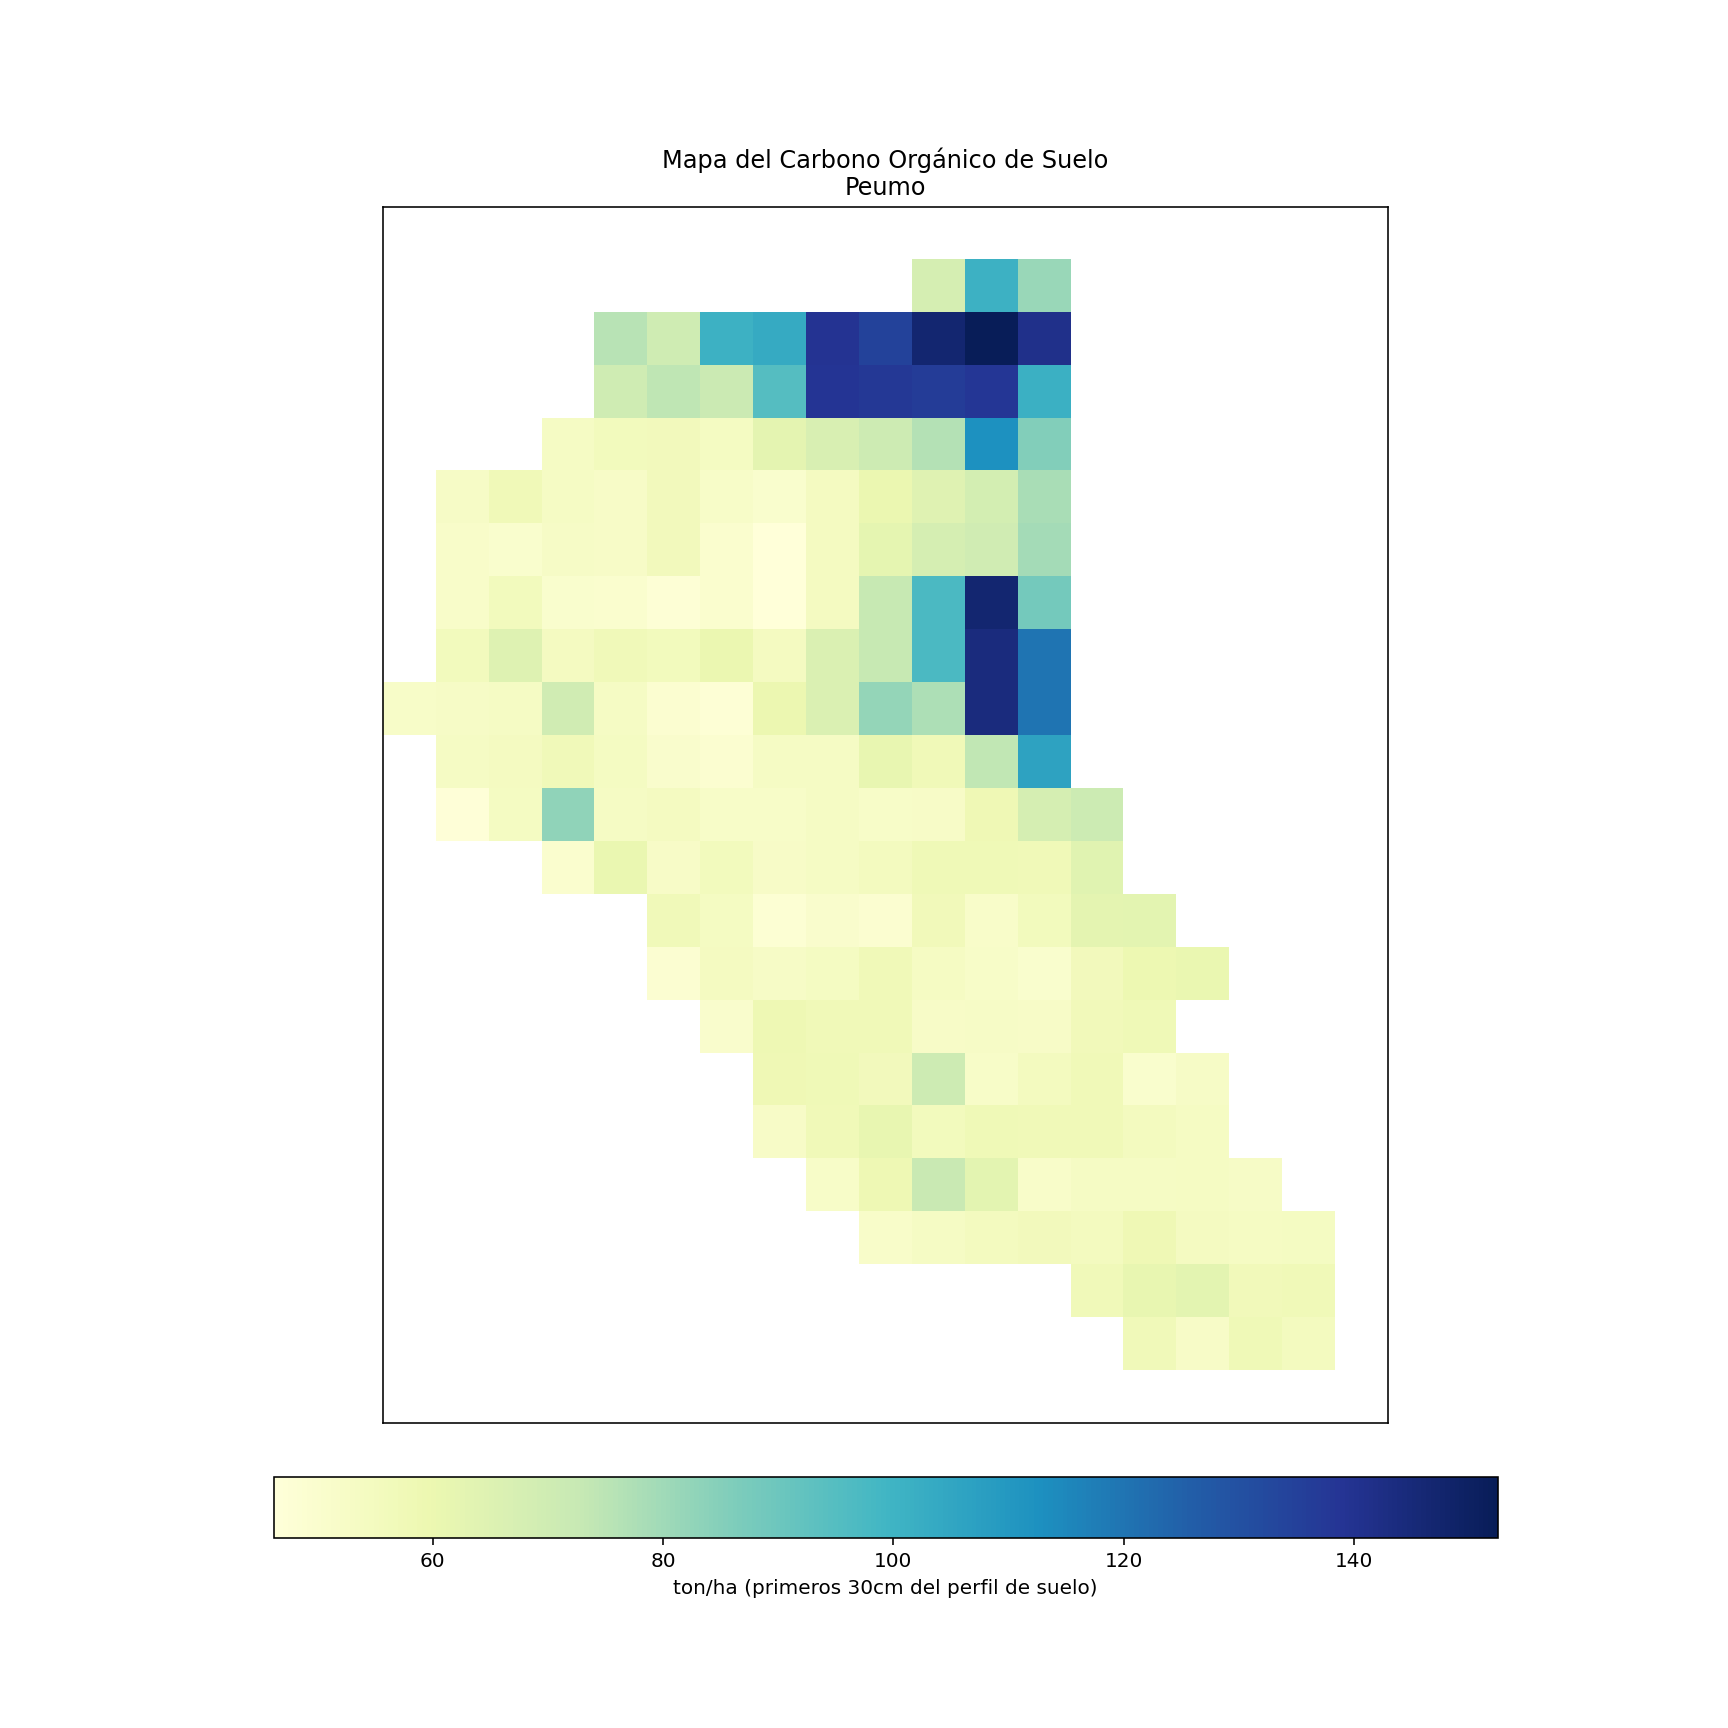 Mapa del Carbono Orgánico de Suelo
Peumo
60 80 100 120 140
ton/ha (primeros 30cm del perfil de suelo)